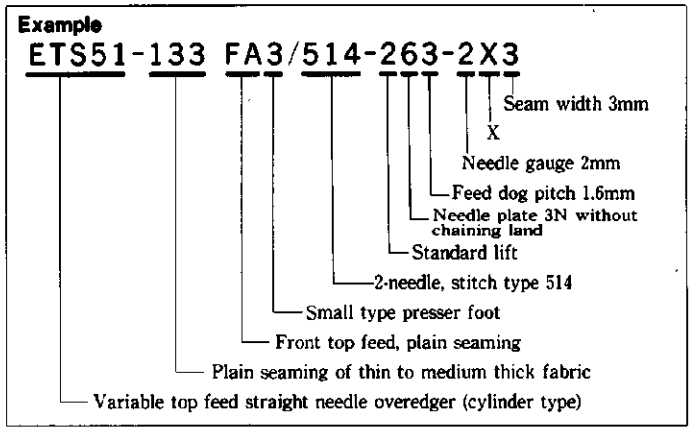 Example
ETS51-133 FA3/514-263-2X3
Seam width 3mm
X
Needle gauge 2mm
Feed dog pitch 1.6mm
Needle plate 3N without
chaining land
Standard lift
2-needle, stitch type 514
Small type presser foot
Front top feed, plain seaming
Plain seaming of thin to medium thick fabric
Variable top feed straight needle overedger (cylinder type)